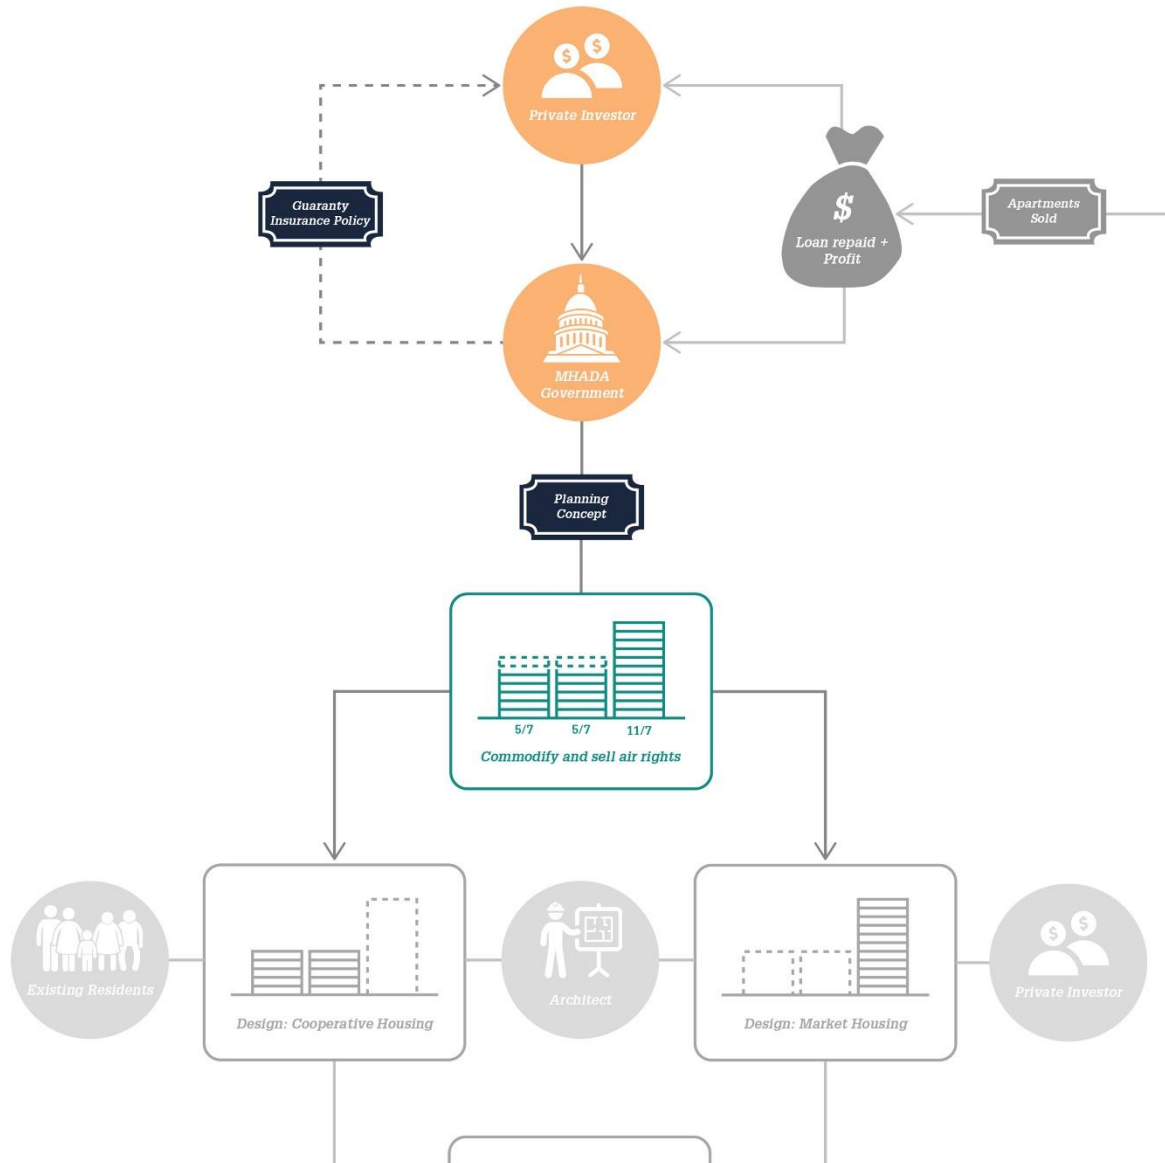 $ $
Private Investor
Guaranty
Insurance Policy
$
Loan repaid +
Profit
Apartments
Sold
MHADA
Government
Planning
Concept
5/7 5/7 11/7
Commodify and sell air rights
Existing Residents
Design: Cooperative Housing
Architect
Design: Market Housing
$ $
Private Investor